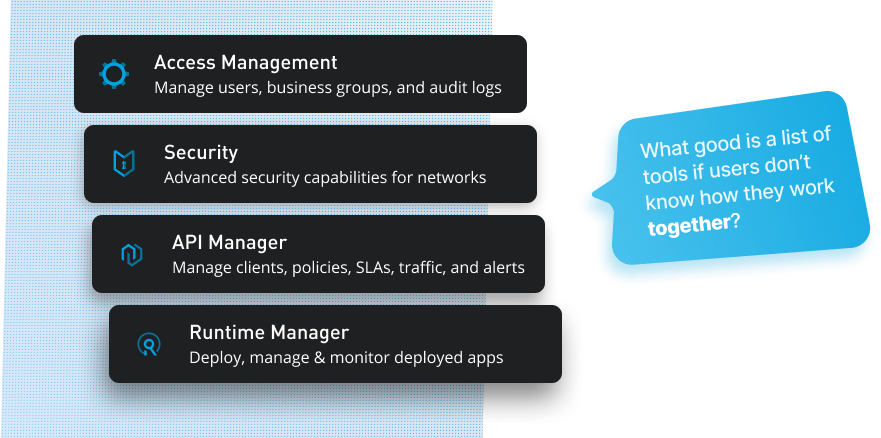 Access Management
Manage users, business groups, and audit logs
Security
Advanced security capabilities for networks
API Manager
Manage clients, policies, SLAs, traffic, and alerts
Runtime Manager
Deploy, manage & monitor deployed apps
What good is a list of
tools if users don’t
know how they work
together?